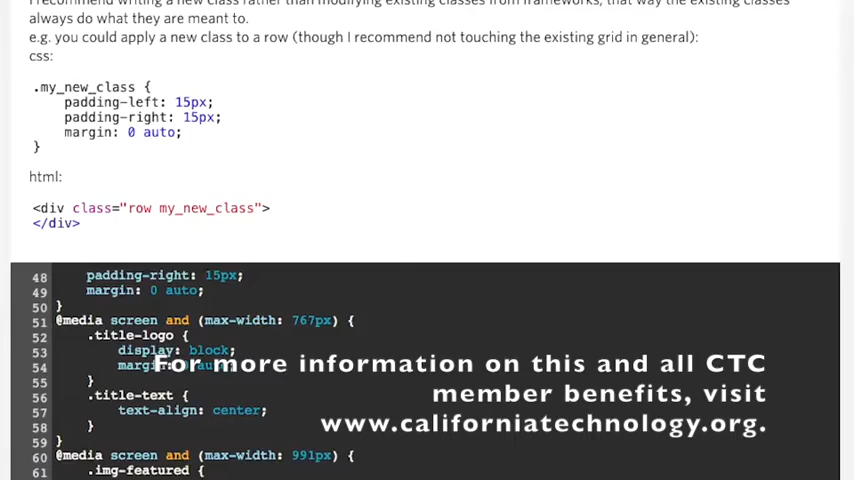 I recommend writing a new class rather than modifying existing classes from frameworks, that way the existing classes
always do what they are meant to.
e.g. you could apply a new class to a row (though I recommend not touching the existing grid in general):
css:
.my_new_class {
padding-left: 15px;
padding-right: 15px;
margin: 0 auto;
}
html:
<div class="row my_new_class">
</div>
48 padding-right: 15px;
49 margin: 0 auto;
50 }
51 @media screen and (max-width: 767px) {
52 .title-logo {
53 display: block;
54 margin: 0 auto;
55 }
56 .title-text {
57 text-align: center;
58 }
59 }
60 @media screen and (max-width: 991px) {
61 .img-featured {
For more information on this and all CTC
member benefits, visit
www.californiatechnology.org.